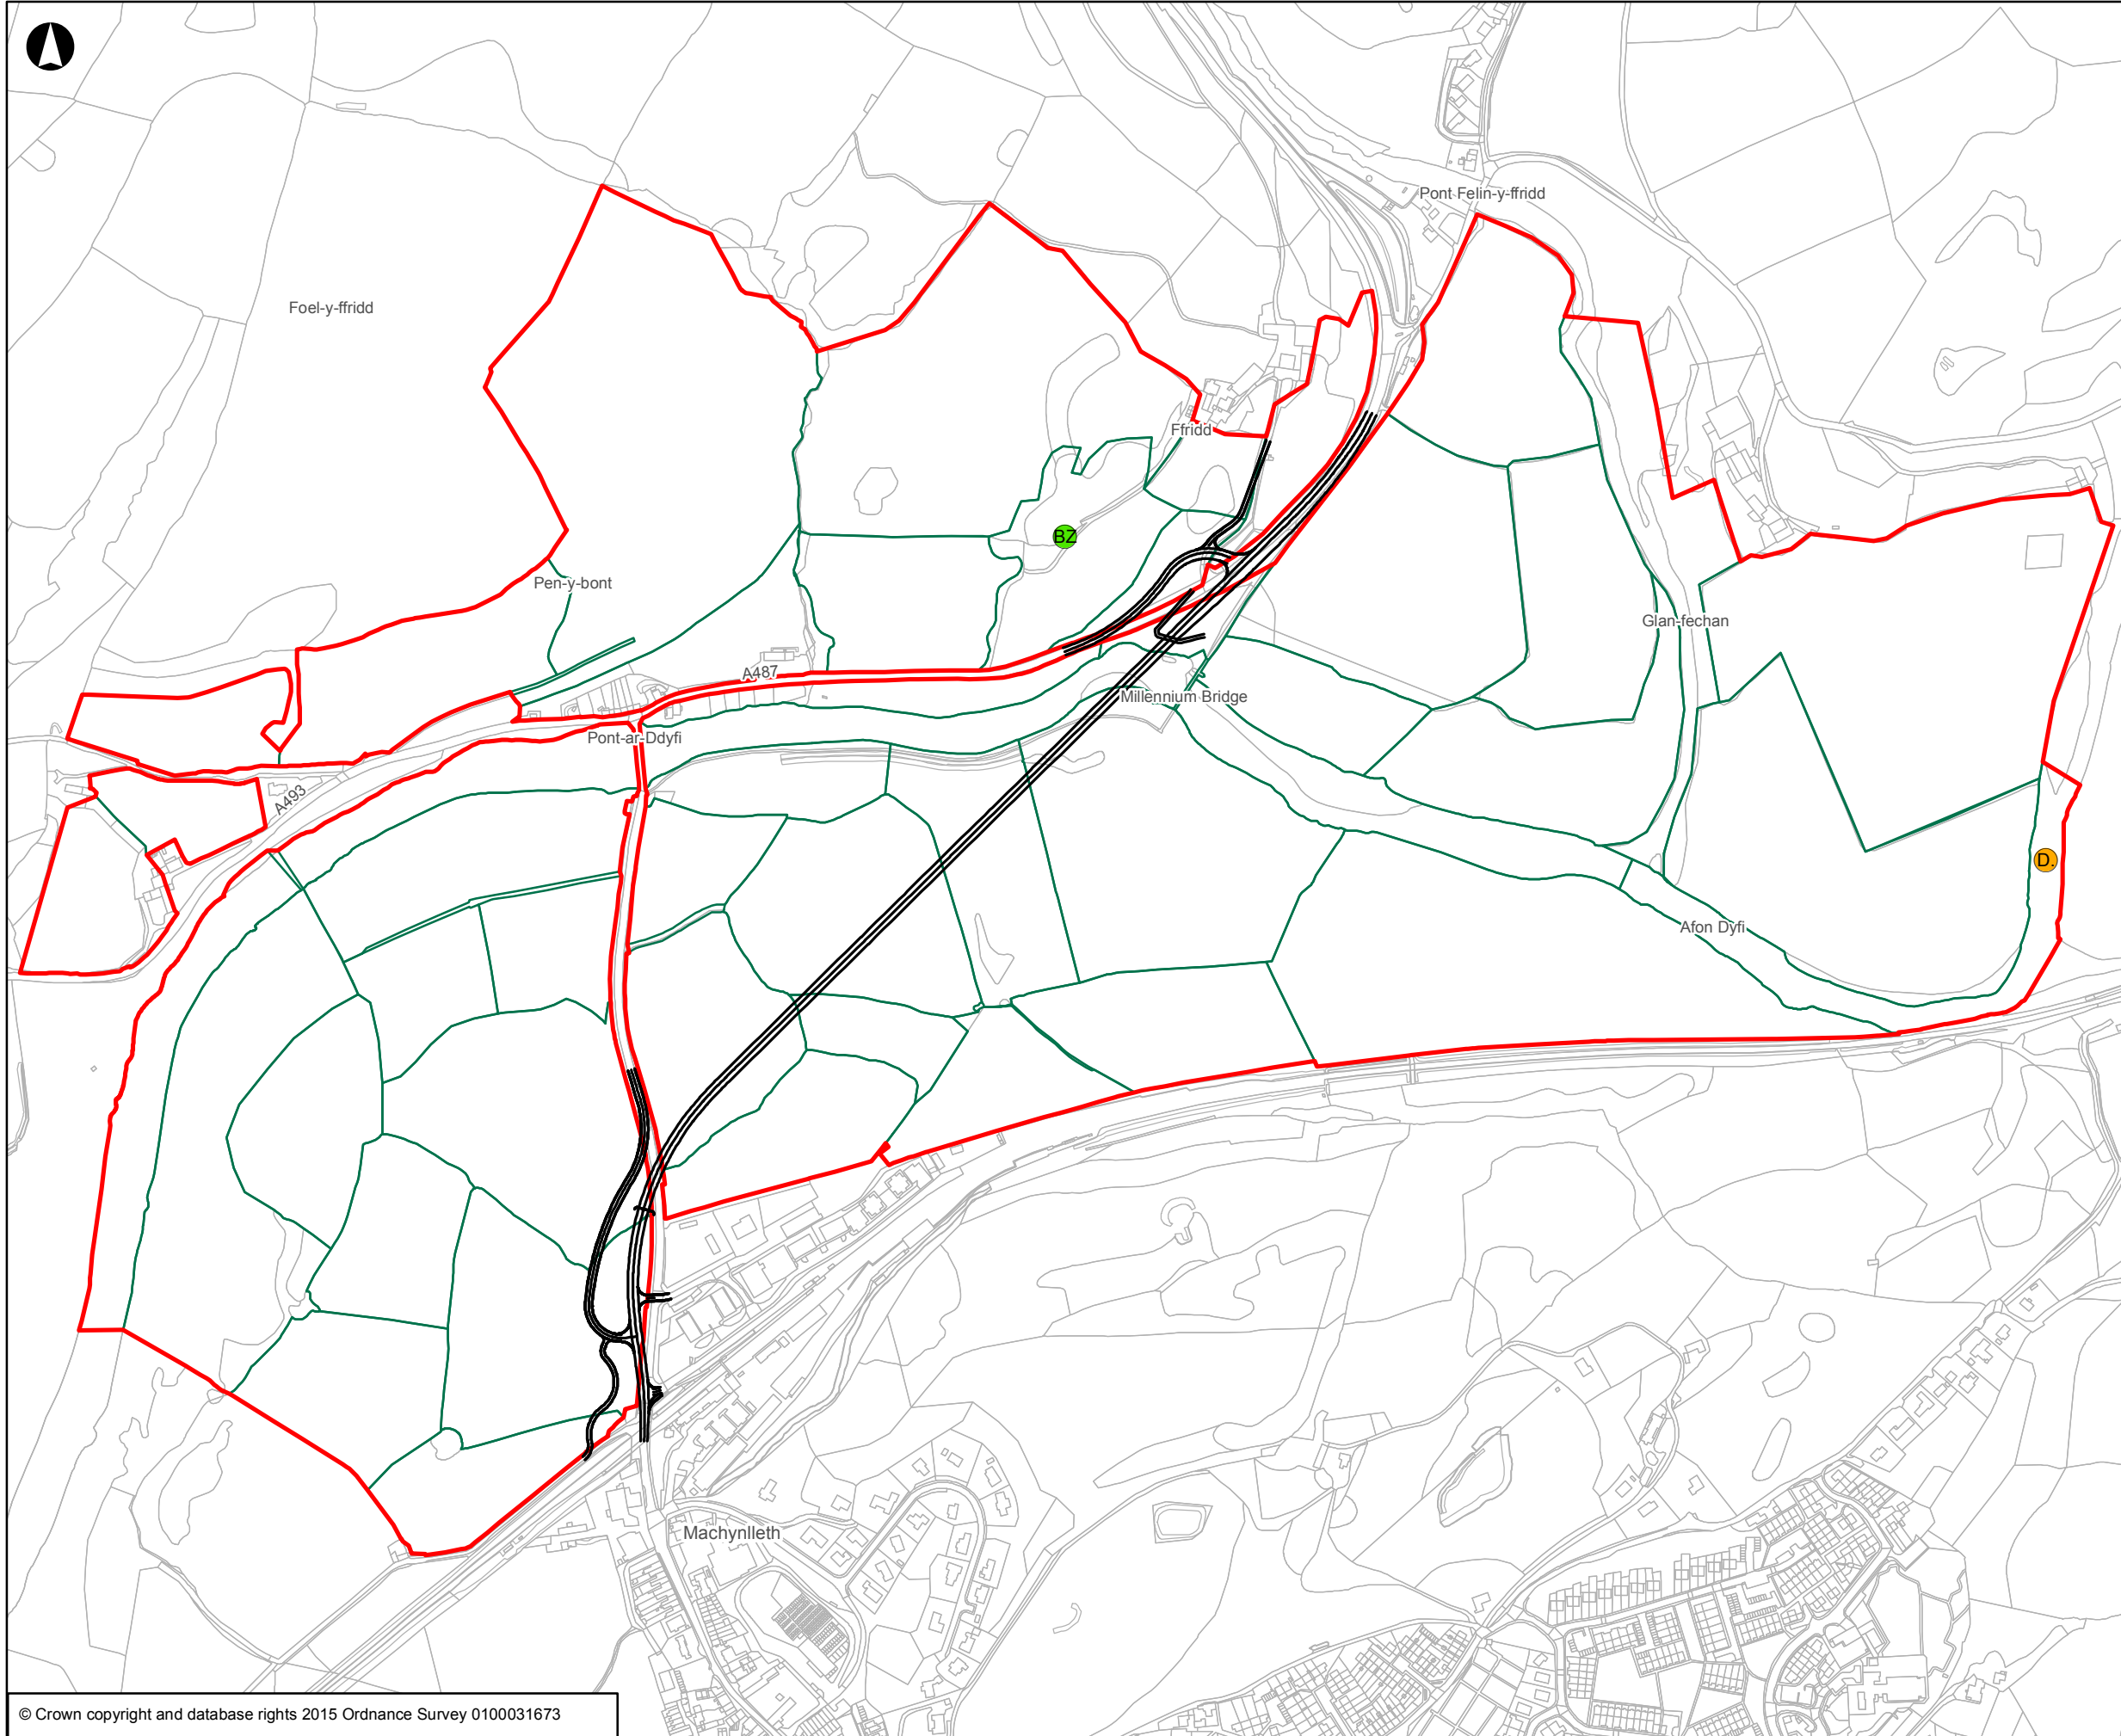 Pont Felin-y-ffridd
Foel-y-ffridd
Ffridd
BZ
Pen-y-bont
Glan-fechan
A487
Millennium Bridge
Pont-ar-Ddyfi
A493
D.
Afon Dyfi
Machynlleth
© Crown copyright and database rights 2015 Ordnance Survey 0100031673